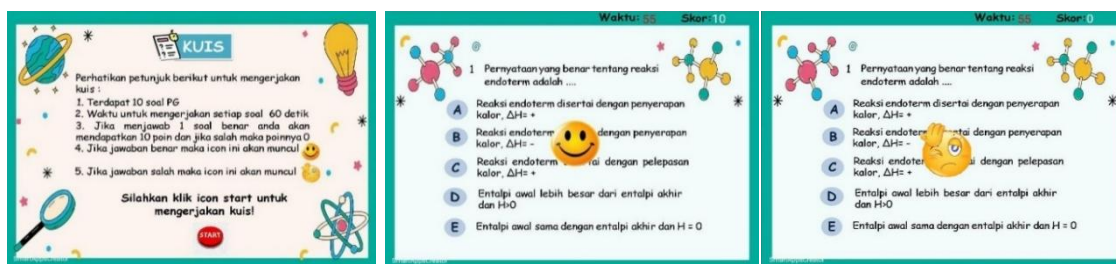 KUIS
Perhatikan petunjuk berikut untuk mengerjakan
kuis :
1. Terdapat 10 soal PG
2. Waktu untuk mengerjakan setiap soal 60 detik
3. Jika menjawab 1 soal benar anda akan
mendapatkan 10 poin dan jika salah maka poinnya 0
4. Jika jawaban benar maka icon ini akan muncul
5. Jika jawaban salah maka icon ini akan muncul
Silahkan klik icon start untuk
mengerjakan kuis!
START
Waktu: 55 Skor:10
1 Pernyataan yang benar tentang reaksi
endoterm adalah ....
A Reaksi endoterm disertai dengan penyerapan
kalor, ΔH= +
B Reaksi endoterm dengan penyerapan
kalor, ΔH= -
C Reaksi endoterm tai dengan pelepasan
kalor, ΔH= +
D Entalpi awal lebih besar dari entalpi akhir
dan H>0
E Entalpi awal sama dengan entalpi akhir dan H = 0
Waktu: 55 Skor:0
1 Pernyataan yang benar tentang reaksi
endoterm adalah ....
A Reaksi endoterm disertai dengan penyerapan
kalor, ΔH= +
B Reaksi endoter tai dengan penyerapan
kalor, ΔH= -
C Reaksi endoter ai dengan pelepasan
kalor, ΔH= +
D Entalpi awal lebih besar dari entalpi akhir
dan H>0
E Entalpi awal sama dengan entalpi akhir dan H = 0